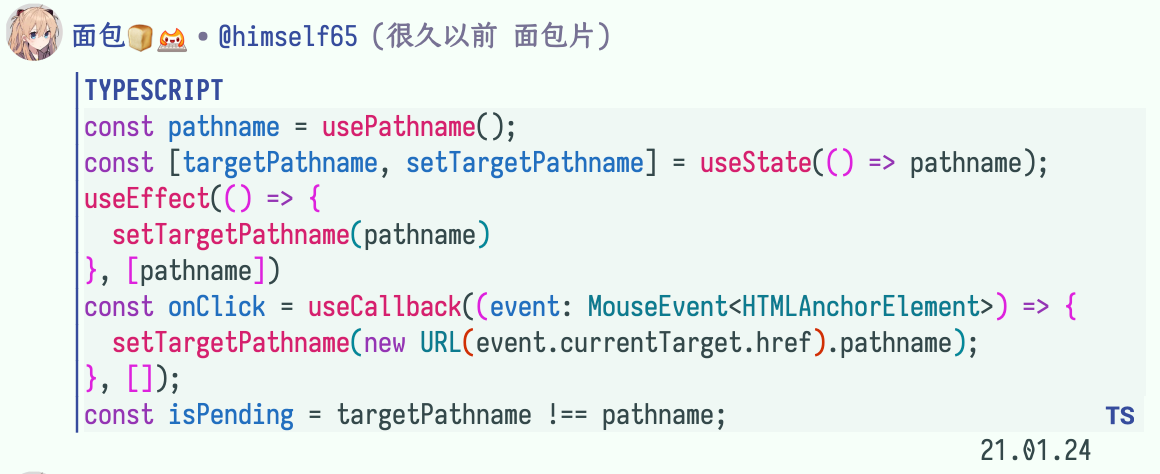 面包🍞 • @himself65 (很久以前 面包片)
TYPESCRIPT
const pathname = usePathname();
const [targetPathname, setTargetPathname] = useState(() => pathname);
useEffect(() => {
  setTargetPathname(pathname)
}, [pathname])
const onClick = useCallback((event: MouseEvent<HTMLAnchorElement>) => {
  setTargetPathname(new URL(event.currentTarget.href).pathname);
}, []);
const isPending = targetPathname !== pathname;
TS
21.01.24